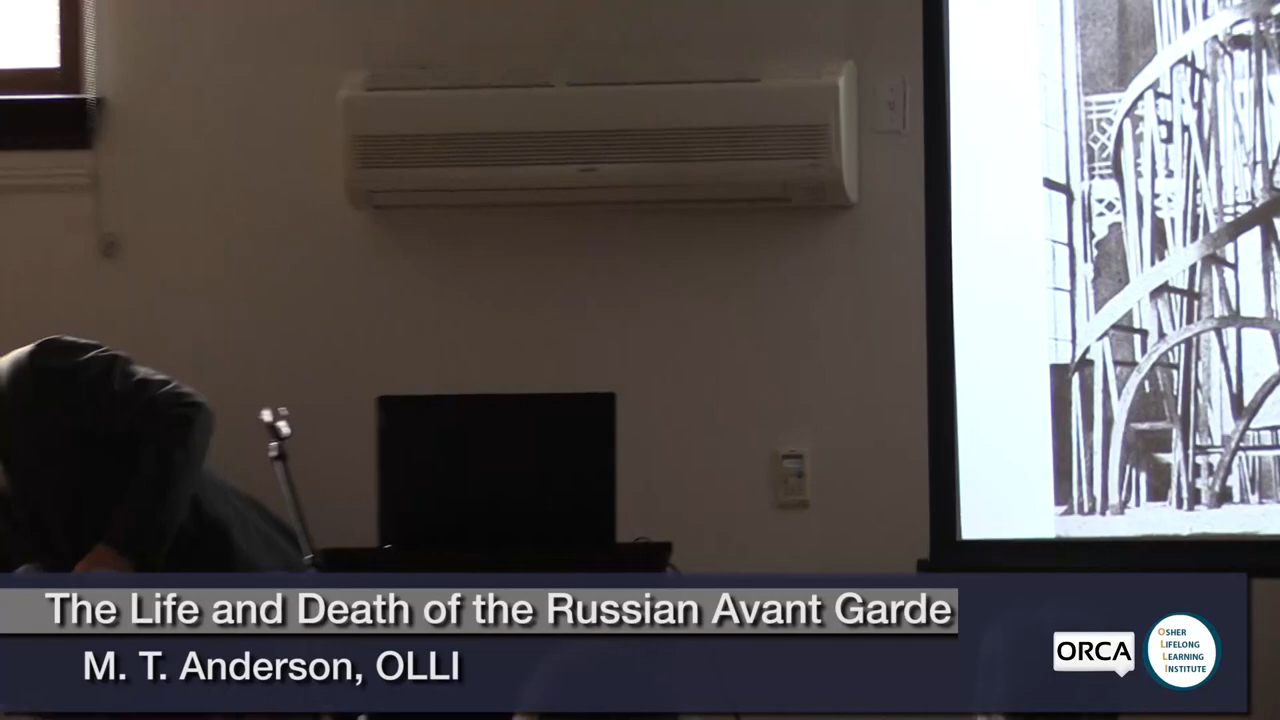 The Life and Death of the Russian Avant Garde
M. T. Anderson, OLLI
ORCA
OSHER
LIFELONG
LEARNING
INSTITUTE